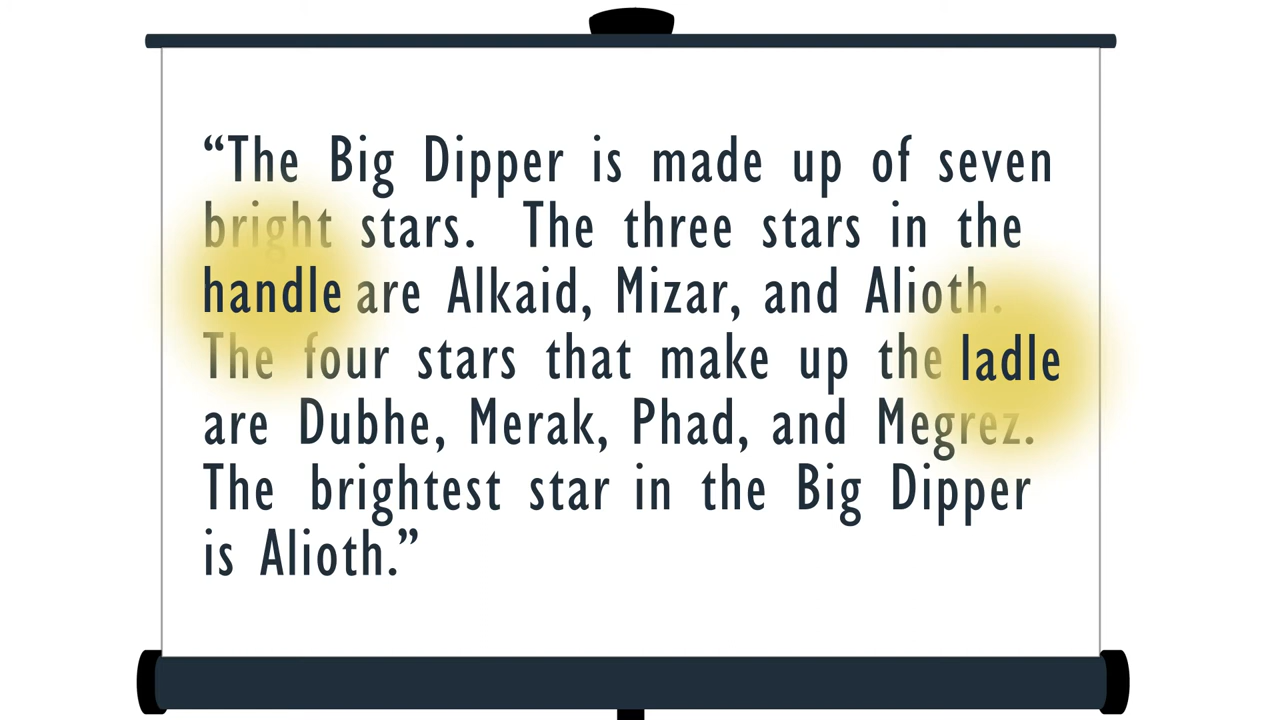 “The Big Dipper is made up of seven
bright stars. The three stars in the
handle are Alkaid, Mizar, and Alioth.
The four stars that make up the ladle
are Dubhe, Merak, Phad, and Megrez.
The brightest star in the Big Dipper
is Alioth.”